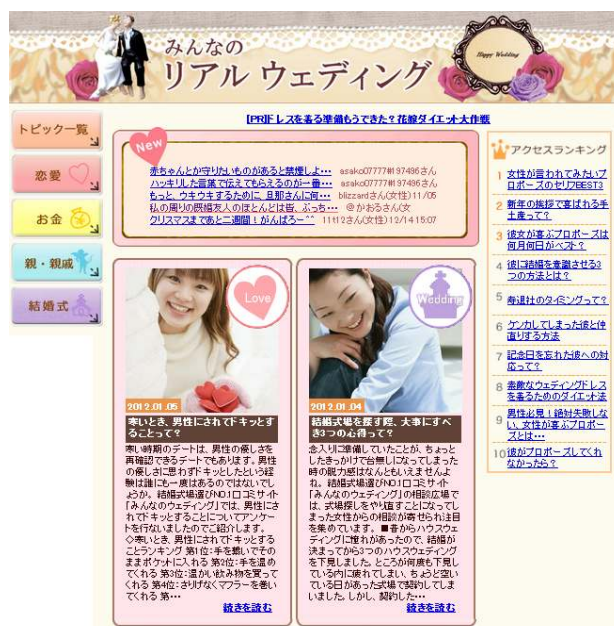 みんなの
リアル ウェディング
Happy Wedding
[PR]ドレスを着る準備もうできた？花嫁ダイエット大作戦
トピック一覧
恋愛
お金
親・親戚
結婚式
New
赤ちゃんとか守りたいものがあると禁煙しよ… asako07777#197496さん
ハッキリした言葉で伝えてもらえるのが一番… asako07777#197496さん
もっと、ウキウキするために、旦那さんに何… blizzardさん(女性)11/05
私の周りの既婚友人のほとんどは皆、ぶっち… @かおるさん(女
クリスマスまであと二週間！がんばろー^^ 11t12さん(女性)12/14 15:07
Love
2012.01.05
寒いとき、男性にされてドキッとすることって？
寒い時期のデートは、男性の優しさを
再確認できるデートでもあります。男性
の優しさに思わずドキッとしたという経
験は誰にも一度はあるのではないでし
ょうか。結婚式場選びNO.1口コミサイト
「みんなのウェディング」では、男性にさ
れてドキッとすることについてアンケー
トを行ないましたのでご紹介します。
◇寒いとき、男性にされてドキッとする
ことランキング 第1位：手を繋いでその
ままポケットに入れる 第2位：手を温め
てくれる 第3位：温かい飲み物を買って
くれる 第4位：さりげなくマフラーを巻い
てくれる 第…
続きを読む
Wedding
2012.01.04
結婚式場を探す際、大事にすべき3つの心得って？
念入りに準備していたことが、ちょっと
したきっかけで台無しになってしまった
時の脱力感はなんともいえませんよ
ね。結婚式場選びNO.1口コミサイト
「みんなのウェディング」の相談広場で
は、式場探しをやり直すことになってし
まった女性からの相談が寄せられ注目
を集めています。 ■昔からハウスウェ
ディングに憧れがあったので、結婚が
決まってから3つのハウスウェディング
を下見しました。ところが何度も下見し
ている内に疲れてしまい、ちょうど空い
ている日があった式場で契約してしま
いました。しかし、契約した…
続きを読む
アクセスランキング
1 女性が言われてみたいプロポーズのセリフBEST3
2 新年の挨拶で喜ばれる手土産って？
3 彼女が喜ぶプロポーズは何月何日がベスト？
4 彼に結婚を意識させる3つの方法とは？
5 寿退社のタイミングって？
6 ケンカしてしまった彼と仲直りする方法
7 記念日を忘れた彼への対応って？
8 素敵なウェディングドレスを着るためのダイエット法
9 男性必見！絶対失敗しない、女性が喜ぶプロポーズとは…
10 彼がプロポーズしてくれなかったら？